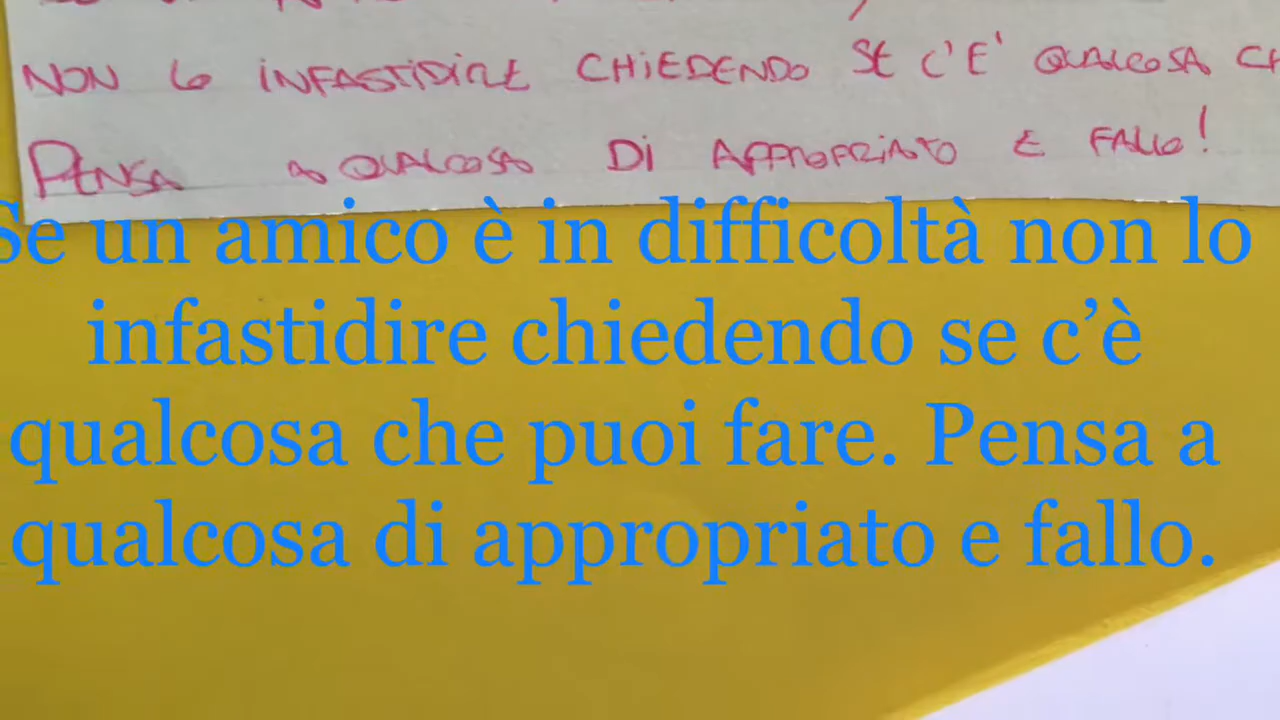 NON lo iNFASTiDiRE CHiEDENDO SE C'E' QUALCOSA CH
PENSA a QUALCOSa Di APPROPRiATO E FALLo!
Se un amico è in difficoltà non lo
infastidire chiedendo se c’è
qualcosa che puoi fare. Pensa a
qualcosa di appropriato e fallo.